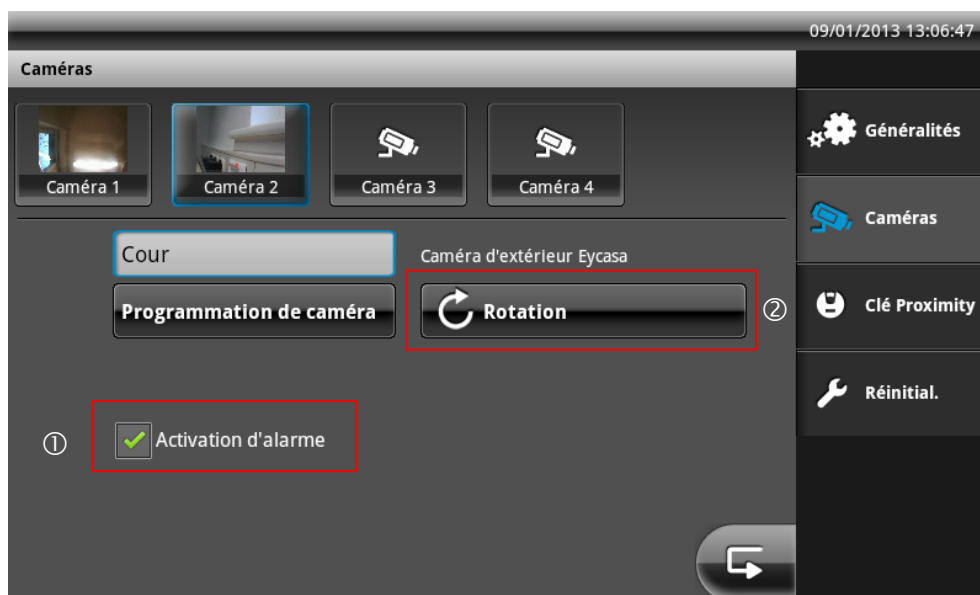 09/01/2013 13:06:47
Caméras
Caméra 1
Caméra 2
Caméra 3
Caméra 4
Cour
Caméra d'extérieur Eycasa
Programmation de caméra
Rotation
②
①
Activation d'alarme
Généralités
Caméras
Clé Proximity
Réinitial.